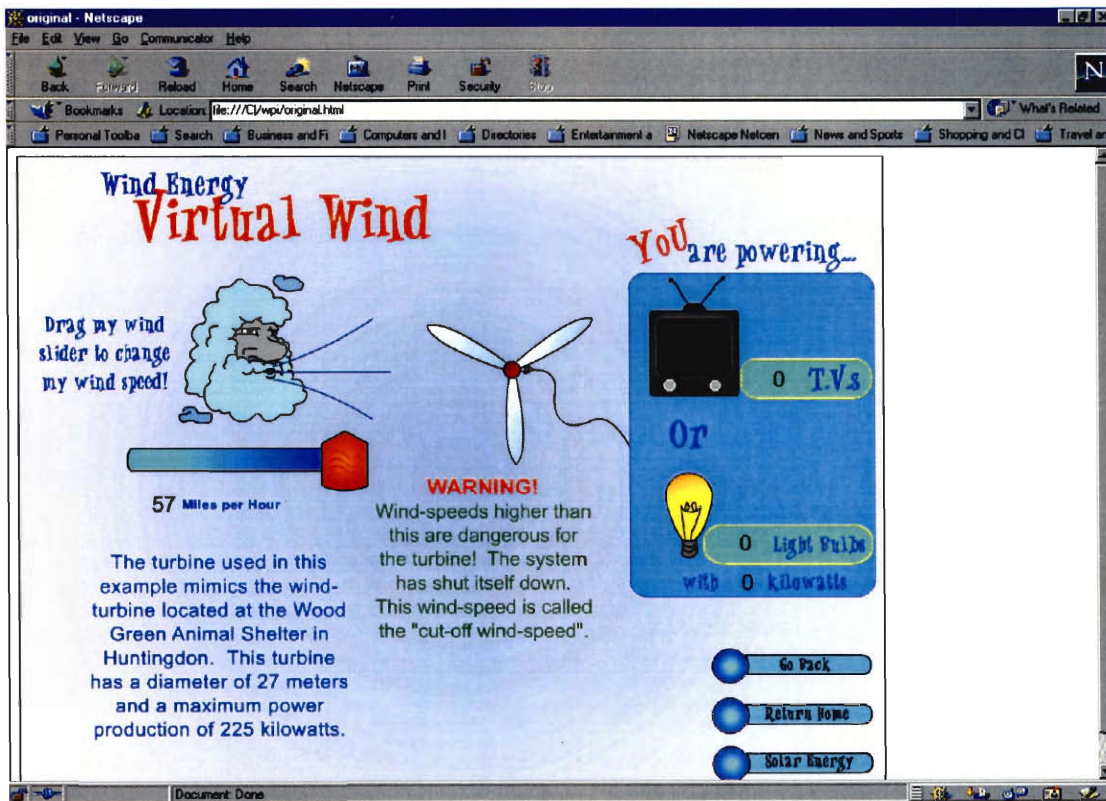 original - Netscape
File Edit View Go Communicator Help
Back Forward Reload Home Search Netscape Print Security Stop
Bookmarks Location: file:///C|/wpi/original.html What's Related
Personal Toolba Search Business and Fi Computers and I Directories Entertainment a Netscape Netcen News and Sports Shopping and Cl Travel an
Wind Energy
Virtual Wind
YoU are powering...
Drag my wind
slider to change
my wind speed!
0 T.V.s
Or
57 Miles per Hour
WARNING!
Wind-speeds higher than
this are dangerous for
the turbine! The system
has shut itself down.
This wind-speed is called
the "cut-off wind-speed".
0 Light Bulbs
with 0 kilowatts
The turbine used in this
example mimics the wind-
turbine located at the Wood
Green Animal Shelter in
Huntingdon. This turbine
has a diameter of 27 meters
and a maximum power
production of 225 kilowatts.
Go Back
Return Home
Solar Energy
Document: Done